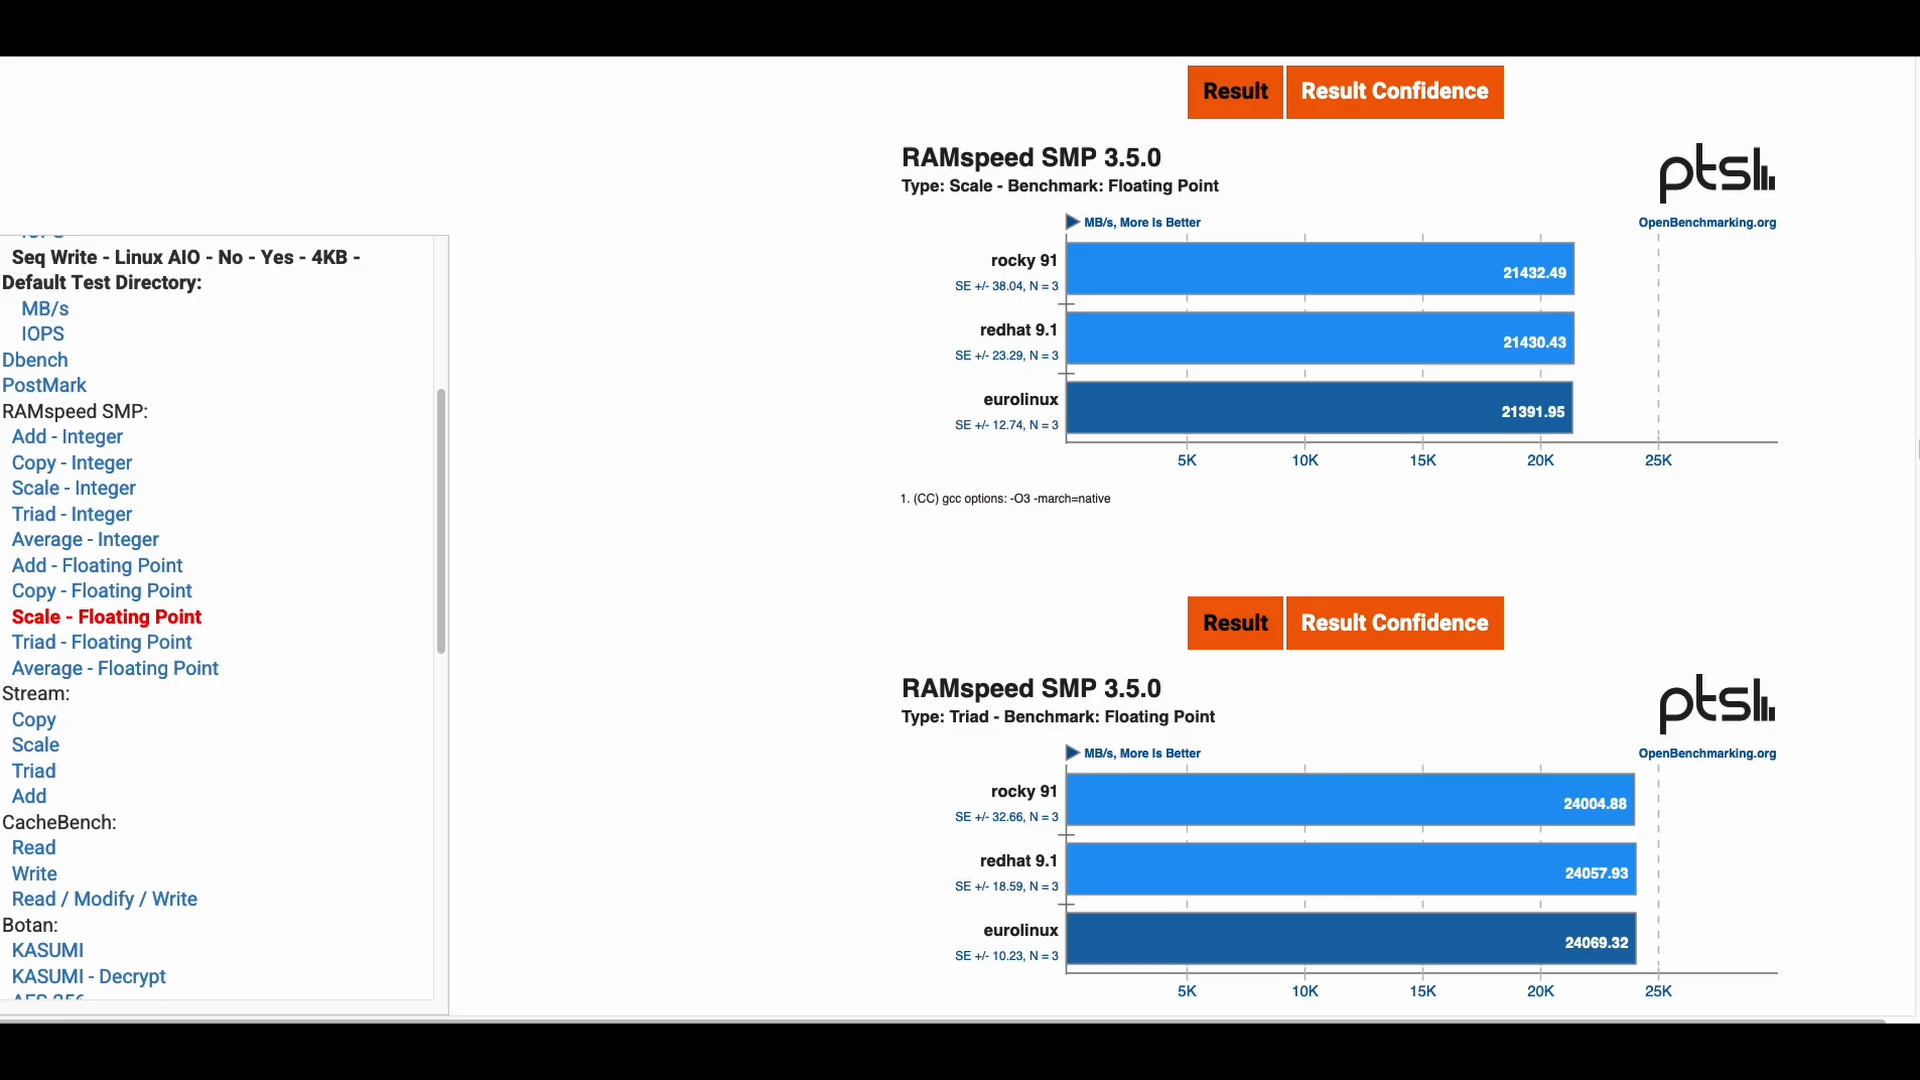 Seq Write - Linux AIO - No - Yes - 4KB -
Default Test Directory:
MB/s
IOPS
Dbench
PostMark
RAMspeed SMP:
Add - Integer
Copy - Integer
Scale - Integer
Triad - Integer
Average - Integer
Add - Floating Point
Copy - Floating Point
Scale - Floating Point
Triad - Floating Point
Average - Floating Point
Stream:
Copy
Scale
Triad
Add
CacheBench:
Read
Write
Read / Modify / Write
Botan:
KASUMI
KASUMI - Decrypt
Result
Result Confidence
RAMspeed SMP 3.5.0
Type: Scale - Benchmark: Floating Point
ptsl
MB/s, More Is Better
OpenBenchmarking.org
rocky 91
SE +/- 38.04, N = 3
21432.49
redhat 9.1
SE +/- 23.29, N = 3
21430.43
eurolinux
SE +/- 12.74, N = 3
21391.95
5K 10K 15K 20K 25K
1. (CC) gcc options: -O3 -march=native
Result
Result Confidence
RAMspeed SMP 3.5.0
Type: Triad - Benchmark: Floating Point
ptsl
MB/s, More Is Better
OpenBenchmarking.org
rocky 91
SE +/- 32.66, N = 3
24004.88
redhat 9.1
SE +/- 18.59, N = 3
24057.93
eurolinux
SE +/- 10.23, N = 3
24069.32
5K 10K 15K 20K 25K